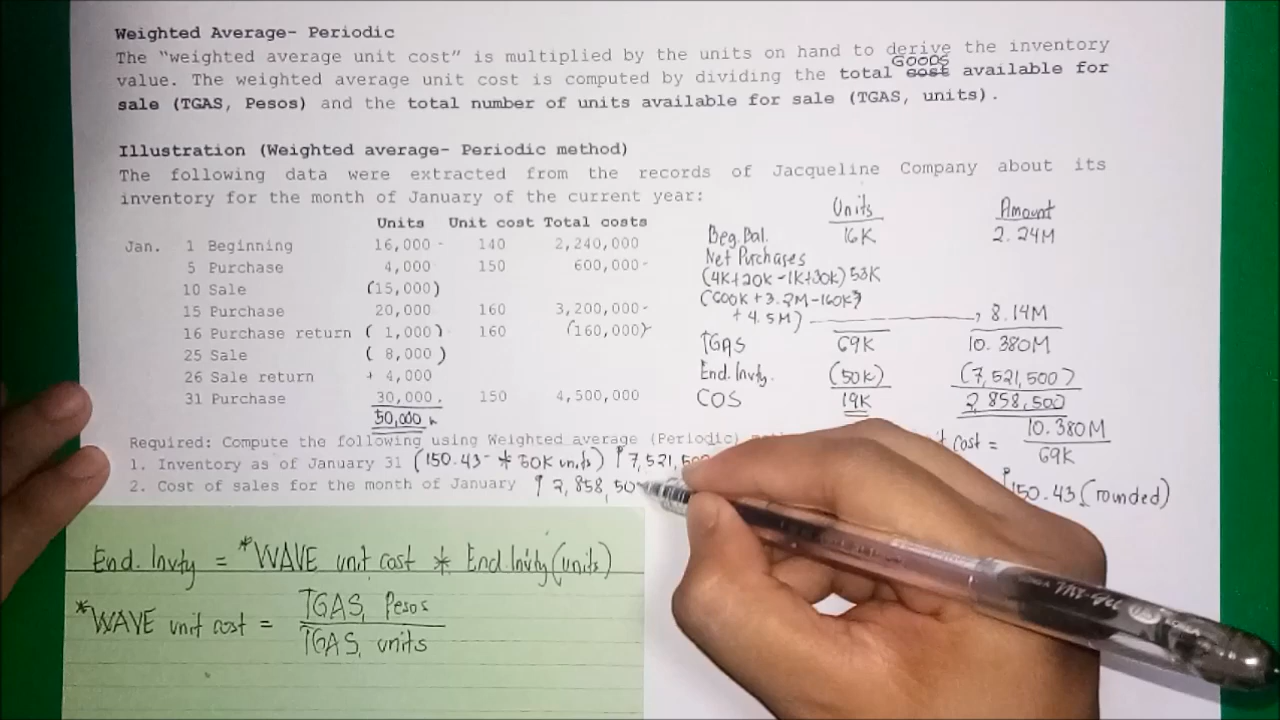 Weighted Average- Periodic
The "weighted average unit cost" is multiplied by the units on hand to derive the inventory
GOODS
value. The weighted average unit cost is computed by dividing the total cost available for
sale (TGAS, Pesos) and the total number of units available for sale (TGAS, units).
Illustration (Weighted average- Periodic method)
The following data were extracted from the records of Jacqueline Company about its
inventory for the month of January of the current year:
Units Unit cost Total costs
Jan. 1 Beginning 16,000 - 140 2,240,000
5 Purchase 4,000 150 600,000-
10 Sale (15,000)
15 Purchase 20,000 160 3,200,000-
16 Purchase return ( 1,000) 160 (160,000)-
25 Sale ( 8,000 )
26 Sale return + 4,000
31 Purchase 30,000. 150 4,500,000
50,000
Units Amount
Beg. Bal. 16K 2.24M
Net Purchases
(4K+20K-1K+30K) 53K
(600K+3.2M-160K
+4.5M) 8.14M
TGAS 69K 10.380M
End. Invty. (50K) (7,521,500)
COS 19K 2,858,500
Required: Compute the following using Weighted average (Periodic)
1. Inventory as of January 31 (150.43 * 50K units) ₱7,521,500
2. Cost of sales for the month of January ₱2,858,50
cost = 10.380M
69K
₱150.43 (rounded)
End. Invty = *WAVE unit cost * End. Invty (units)
*WAVE unit cost = TGAS, Pesos
TGAS, units